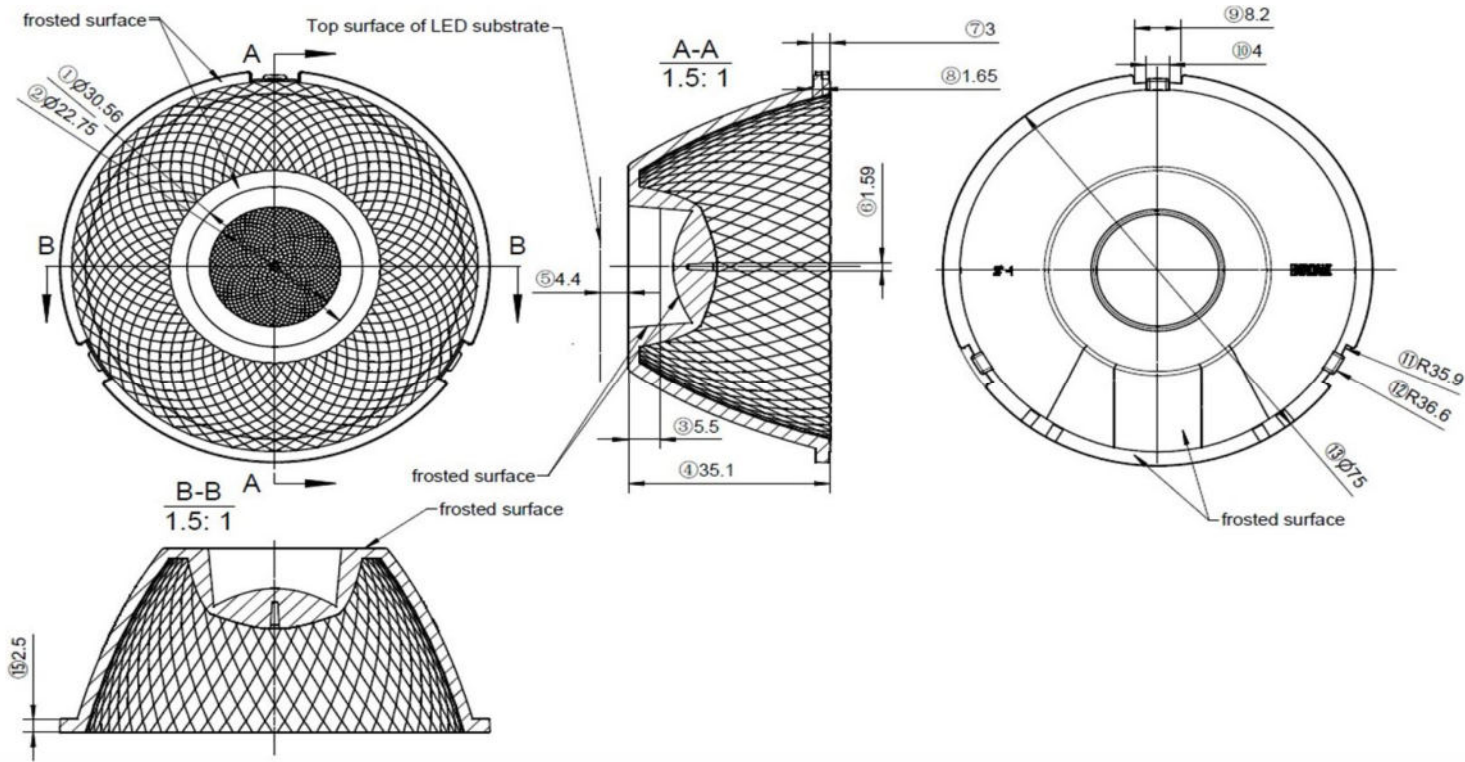 frosted surface
A
Top surface of LED substrate
①Ø30.56
②Ø22.75
B
B
A
A-A
1.5: 1
⑦3
⑧1.65
⑥1.59
⑤4.4
③5.5
④35.1
frosted surface
⑨8.2
⑩4
⑪R35.9
⑫R36.6
⑬Ø75
frosted surface
B-B
1.5: 1
frosted surface
⑮2.5